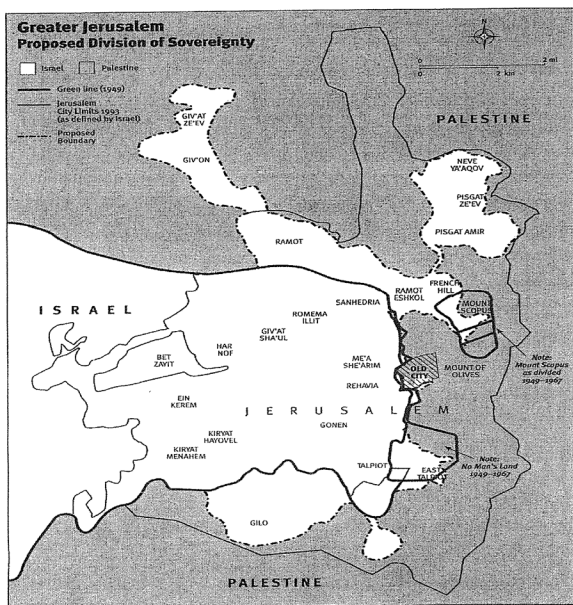 Greater Jerusalem
Proposed Division of Sovereignty
Israel
Palestine
Green line (1949)
Jerusalem
City Limits 1993
(as defined by Israel)
Proposed
Boundary
N
0
2 mi
0
2 km
PALESTINE
GIV'AT
ZE'EV
GIV'ON
NEVE
YA'AQOV
PISGAT
ZE'EV
PISGAT AMIR
RAMOT
RAMOT
ESHKOL
FRENCH
HILL
MOUNT
SCOPUS
SANHEDRIA
ISRAEL
ROMEMA
ILLIT
GIV'AT
SHA'UL
HAR
NOF
BET
ZAYIT
ME'A
SHE'ARIM
OLD
CITY
MOUNT OF
OLIVES
Note:
Mount Scopus
as divided
1949–1967
REHAVIA
EIN
KEREM
JERUSALEM
GONEN
KIRYAT
HAYOVEL
KIRYAT
MENAHEM
Note:
No Man's Land
1949–1967
TALPIOT
EAST
TALPIOT
GILO
PALESTINE